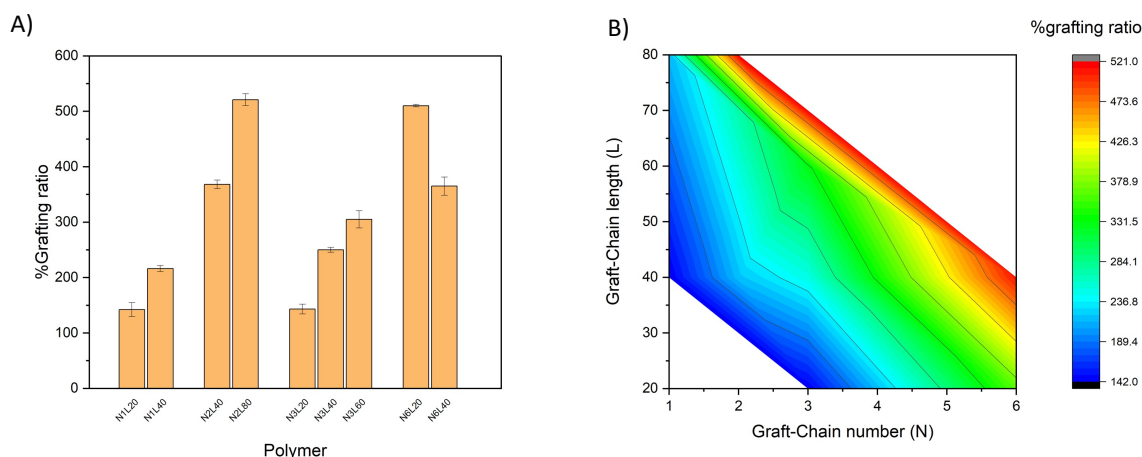 A)
600
500
400
300
200
100
0
%Grafting ratio
N1L20 N1L40 N2L40 N2L80 N3L20 N3L40 N3L60 N6L20 N6L40
Polymer
B)
%grafting ratio
80
70
60
50
40
30
20
Graft-Chain length (L)
1 2 3 4 5 6
Graft-Chain number (N)
521.0
473.6
426.3
378.9
331.5
284.1
236.8
189.4
142.0